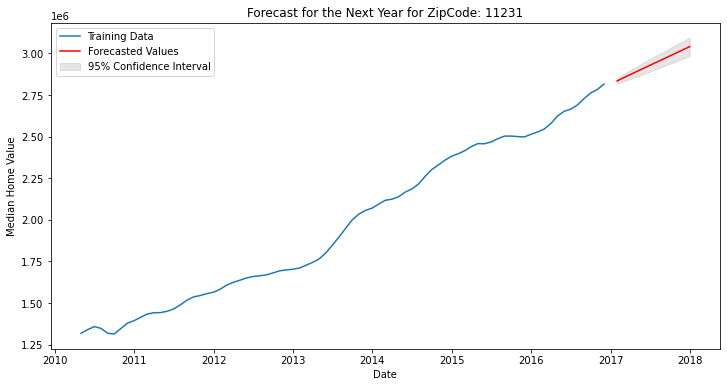 Forecast for the Next Year for ZipCode: 11231
1e6
Training Data
Forecasted Values
95% Confidence Interval
3.00
2.75
2.50
2.25
2.00
1.75
1.50
1.25
Median Home Value
2010 2011 2012 2013 2014 2015 2016 2017 2018
Date